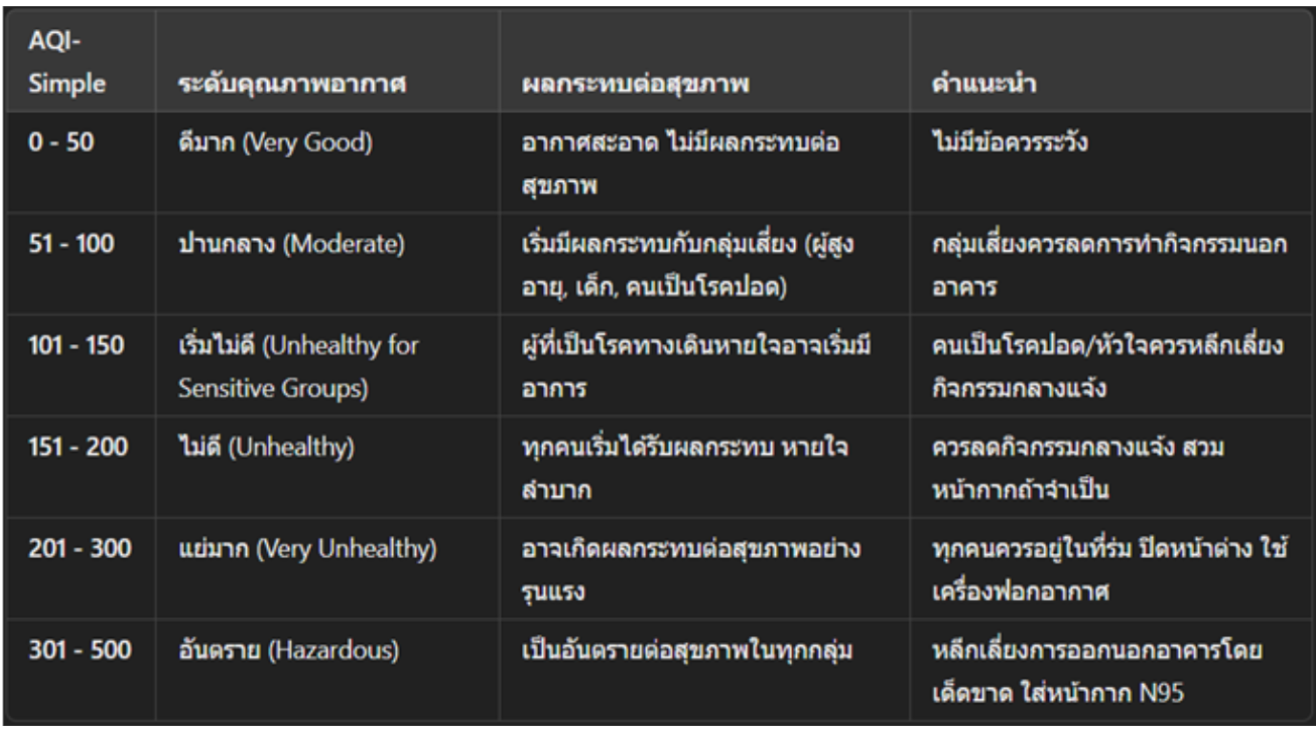 AQI-
Simple ระดับคุณภาพอากาศ ผลกระทบต่อสุขภาพ คำแนะนำ
0 - 50 ดีมาก (Very Good) อากาศสะอาด ไม่มีผลกระทบต่อ ไม่มีข้อควรระวัง
สุขภาพ
51 - 100 ปานกลาง (Moderate) เริ่มมีผลกระทบกับกลุ่มเสี่ยง (ผู้สูง กลุ่มเสี่ยงควรลดการทำกิจกรรมนอก
อายุ, เด็ก, คนเป็นโรคปอด) อาคาร
101 - 150 เริ่มไม่ดี (Unhealthy for ผู้ที่เป็นโรคทางเดินหายใจอาจเริ่มมี คนเป็นโรคปอด/หัวใจควรหลีกเลี่ยง
Sensitive Groups) อาการ กิจกรรมกลางแจ้ง
151 - 200 ไม่ดี (Unhealthy) ทุกคนเริ่มได้รับผลกระทบ หายใจ ควรลดกิจกรรมกลางแจ้ง สวม
ลำบาก หน้ากากถ้าจำเป็น
201 - 300 แย่มาก (Very Unhealthy) อาจเกิดผลกระทบต่อสุขภาพอย่าง ทุกคนควรอยู่ในที่ร่ม ปิดหน้าต่าง ใช้
รุนแรง เครื่องฟอกอากาศ
301 - 500 อันตราย (Hazardous) เป็นอันตรายต่อสุขภาพในทุกกลุ่ม หลีกเลี่ยงการออกนอกอาคารโดย
เด็ดขาด ใส่หน้ากาก N95